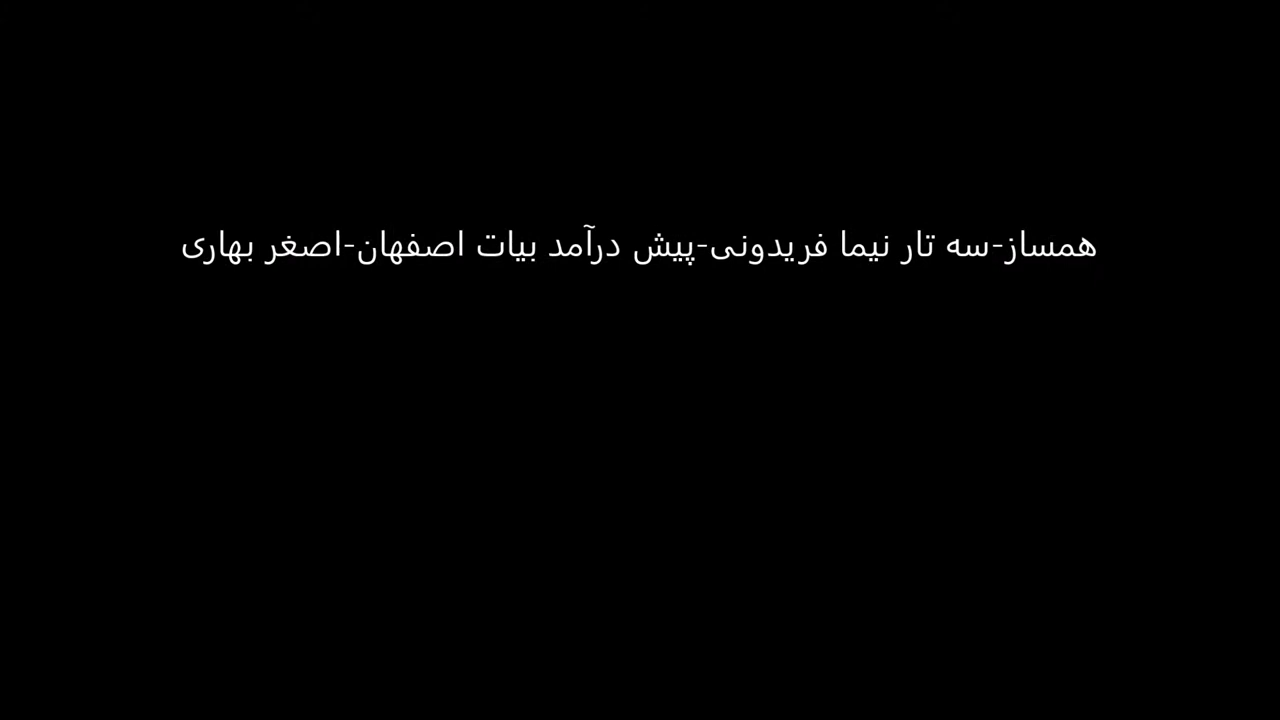 همساز-سه تار نیما فریدونی-پیش درآمد بیات اصفهان-اصغر بهاری